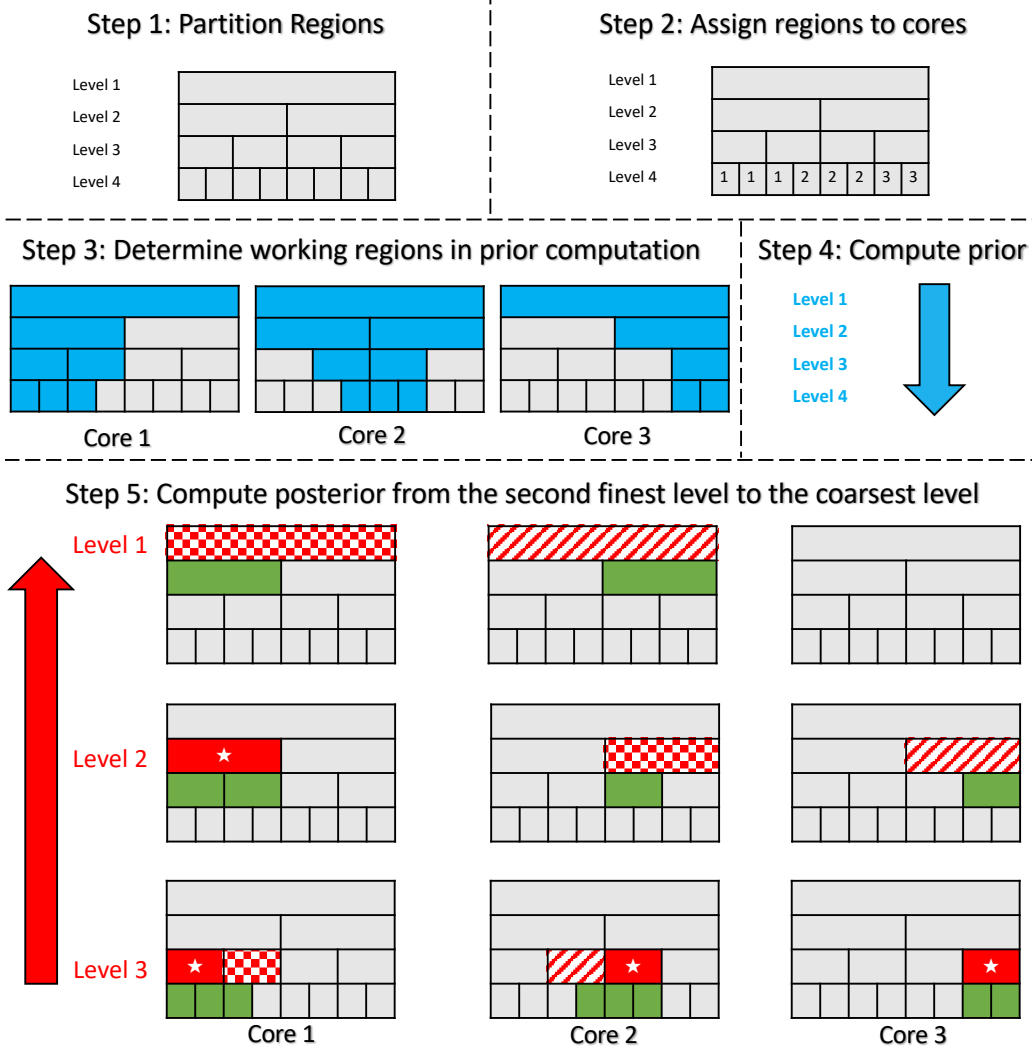 Step 1: Partition Regions
Level 1
Level 2
Level 3
Level 4
Step 2: Assign regions to cores
Level 1
Level 2
Level 3
Level 4
1 1 1 2 2 2 3 3
Step 3: Determine working regions in prior computation
Core 1
Core 2
Core 3
Step 4: Compute prior
Level 1
Level 2
Level 3
Level 4
Step 5: Compute posterior from the second finest level to the coarsest level
Level 1
Level 2
Level 3
Core 1
Core 2
Core 3